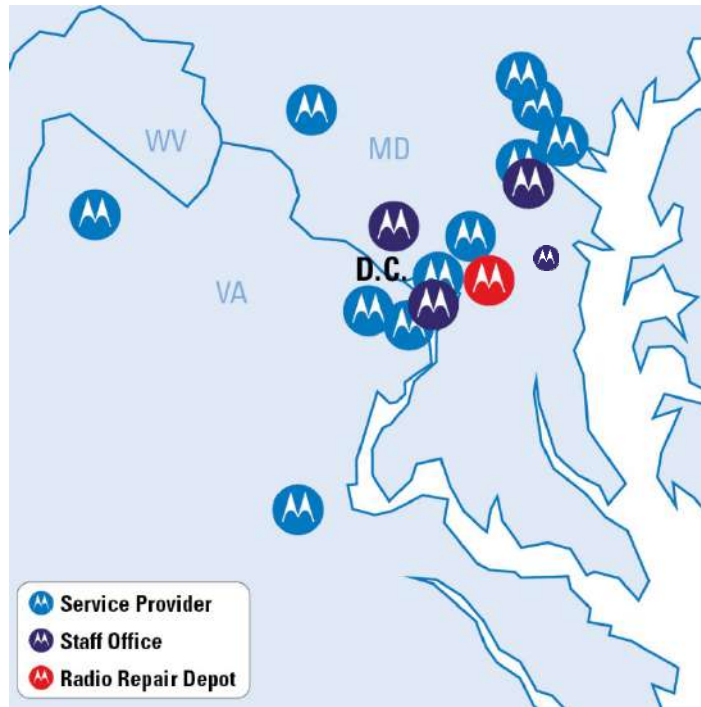 WV
MD
D.C.
VA
Service Provider
Staff Office
Radio Repair Depot